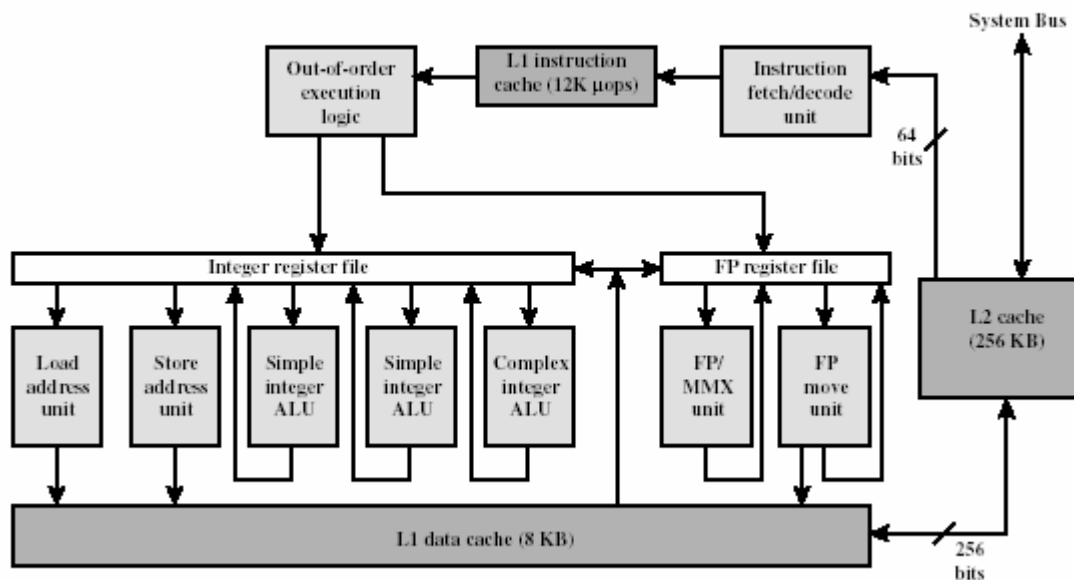 System Bus
Out-of-order
execution
logic
L1 instruction
cache (12K µops)
Instruction
fetch/decode
unit
64
bits
Integer register file
FP register file
L2 cache
(256 KB)
Load
address
unit
Store
address
unit
Simple
integer
ALU
Simple
integer
ALU
Complex
integer
ALU
FP/
MMX
unit
FP
move
unit
L1 data cache (8 KB)
256
bits